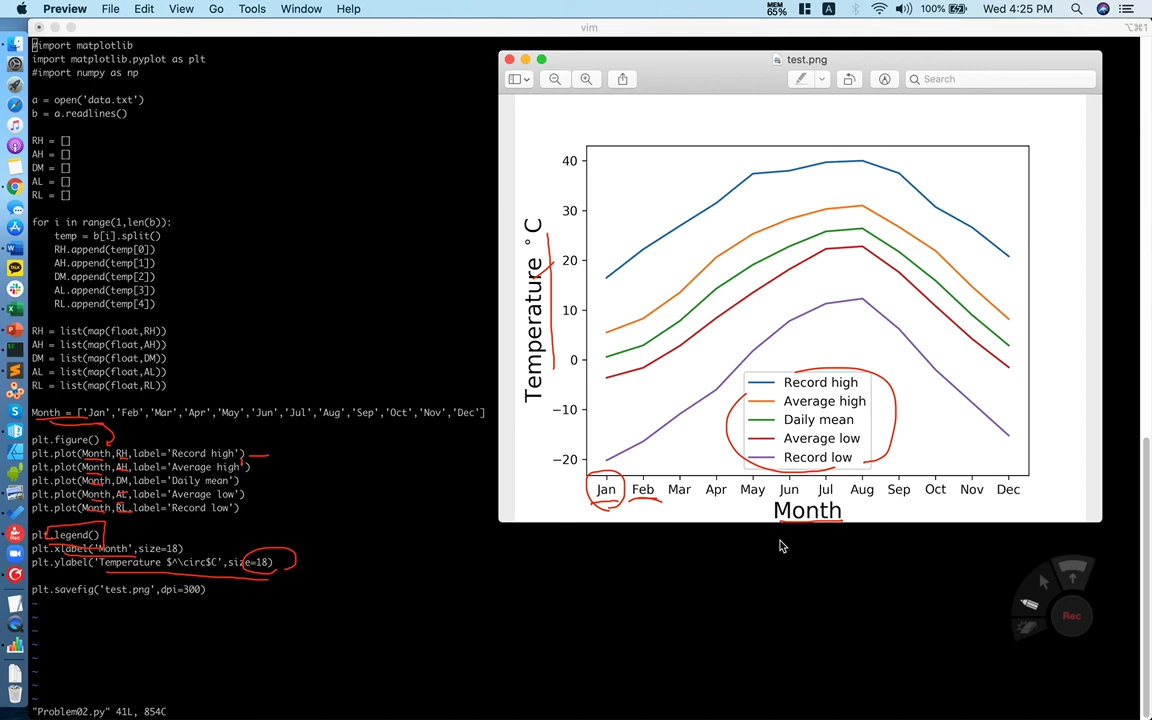 Preview File Edit View Go Tools Window Help MEM 65% A 100% Wed 4:25 PM
vim ⌥⌘1
#import matplotlib
import matplotlib.pyplot as plt
#import numpy as np
a = open('data.txt')
b = a.readlines()
RH = []
AH = []
DM = []
AL = []
RL = []
for i in range(1,len(b)):
    temp = b[i].split()
    RH.append(temp[0])
    AH.append(temp[1])
    DM.append(temp[2])
    AL.append(temp[3])
    RL.append(temp[4])
RH = list(map(float,RH))
AH = list(map(float,AH))
DM = list(map(float,DM))
AL = list(map(float,AL))
RL = list(map(float,RL))
Month = ['Jan','Feb','Mar','Apr','May','Jun','Jul','Aug','Sep','Oct','Nov','Dec']
plt.figure()
plt.plot(Month,RH,label='Record high')
plt.plot(Month,AH,label='Average high')
plt.plot(Month,DM,label='Daily mean')
plt.plot(Month,AL,label='Average low')
plt.plot(Month,RL,label='Record low')
plt.legend()
plt.xlabel('Month',size=18)
plt.ylabel('Temperature $^\circ$C',size=18)
plt.savefig('test.png',dpi=300)
~
~
~
~
~
~
~
~
"Problem02.py" 41L, 854C
test.png
Search
Temperature °C
40
30
20
10
0
−10
−20
Record high
Average high
Daily mean
Average low
Record low
Jan Feb Mar Apr May Jun Jul Aug Sep Oct Nov Dec
Month
Rec